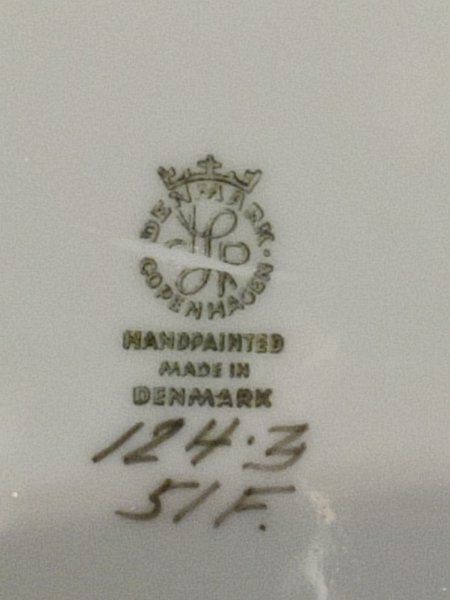 DENMARK
COPENHAGEN
HANDPAINTED
MADE IN
DENMARK
124.3
51F.